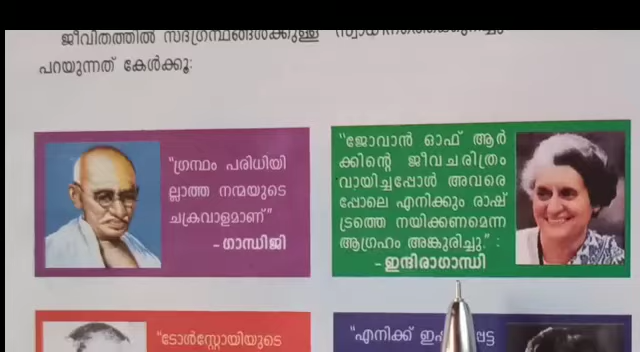 ജീവിതത്തിൽ സദ്ഗ്രന്ഥങ്ങൾക്കുള്ള
പറയുന്നത് കേൾക്കൂ:
"ഗ്രന്ഥം പരിധിയി
ല്ലാത്ത നന്മയുടെ
ചക്രവാളമാണ്"
- ഗാന്ധിജി
"ജോവാൻ ഓഫ് ആർ
ക്കിന്റെ ജീവചരിത്രം
വായിച്ചപ്പോൾ അവരെ
പ്പോലെ എനിക്കും രാഷ്
ട്രത്തെ നയിക്കണമെന്ന
ആഗ്രഹം അങ്കുരിച്ചു." :
- ഇന്ദിരാഗാന്ധി
"ടോൾസ്റ്റോയിയുടെ
"എനിക്ക്